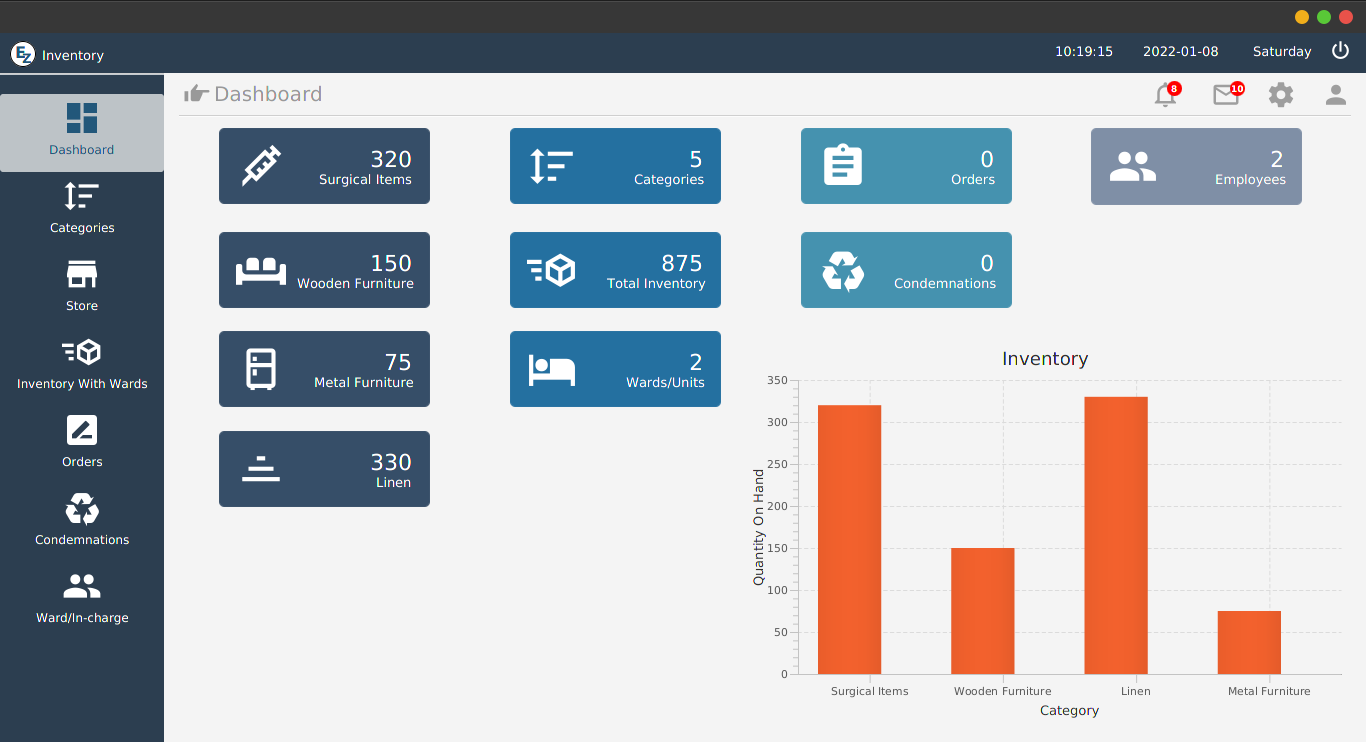 EZ Inventory
10:19:15 2022-01-08 Saturday
Dashboard
8
10
Dashboard
Categories
Store
Inventory With Wards
Orders
Condemnations
Ward/In-charge
320
Surgical Items
5
Categories
0
Orders
2
Employees
150
Wooden Furniture
875
Total Inventory
0
Condemnations
75
Metal Furniture
2
Wards/Units
330
Linen
Inventory
Quantity On Hand
350
300
250
200
150
100
50
0
Surgical Items Wooden Furniture Linen Metal Furniture
Category